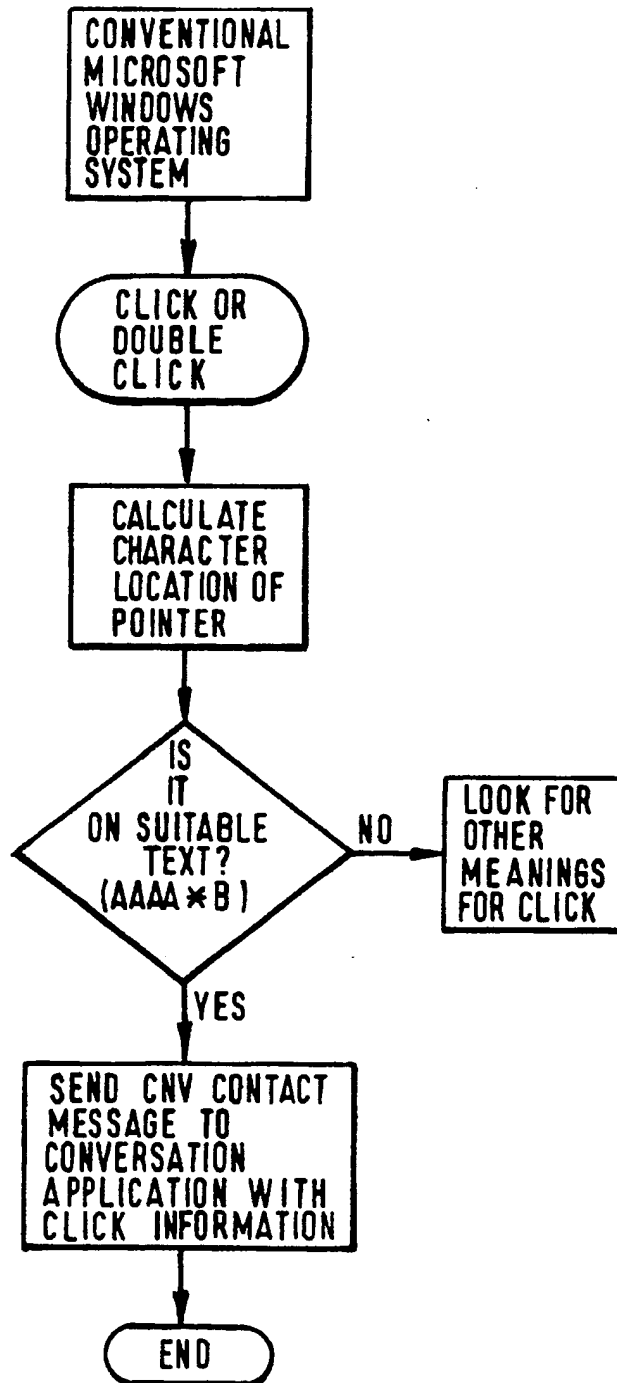 CONVENTIONAL
MICROSOFT
WINDOWS
OPERATING
SYSTEM
CLICK OR
DOUBLE
CLICK
CALCULATE
CHARACTER
LOCATION OF
POINTER
IS
IT
ON SUITABLE
TEXT?
(AAAA*B)
NO
LOOK FOR
OTHER
MEANINGS
FOR CLICK
YES
SEND CNV CONTACT
MESSAGE TO
CONVERSATION
APPLICATION WITH
CLICK INFORMATION
END